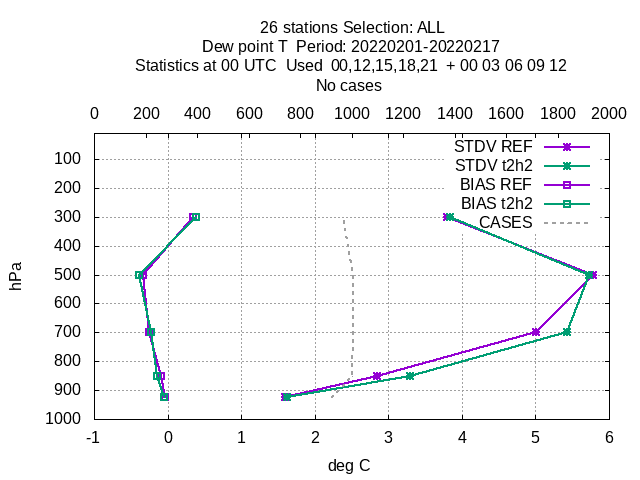 26 stations Selection: ALL
Dew point T  Period: 20220201-20220217
Statistics at 00 UTC  Used  00,12,15,18,21  + 00 03 06 09 12
No cases
0 200 400 600 800 1000 1200 1400 1600 1800 2000
STDV REF
STDV t2h2
BIAS REF
BIAS t2h2
CASES
100
200
300
400
500
600
700
800
900
1000
hPa
-1 0 1 2 3 4 5 6
deg C